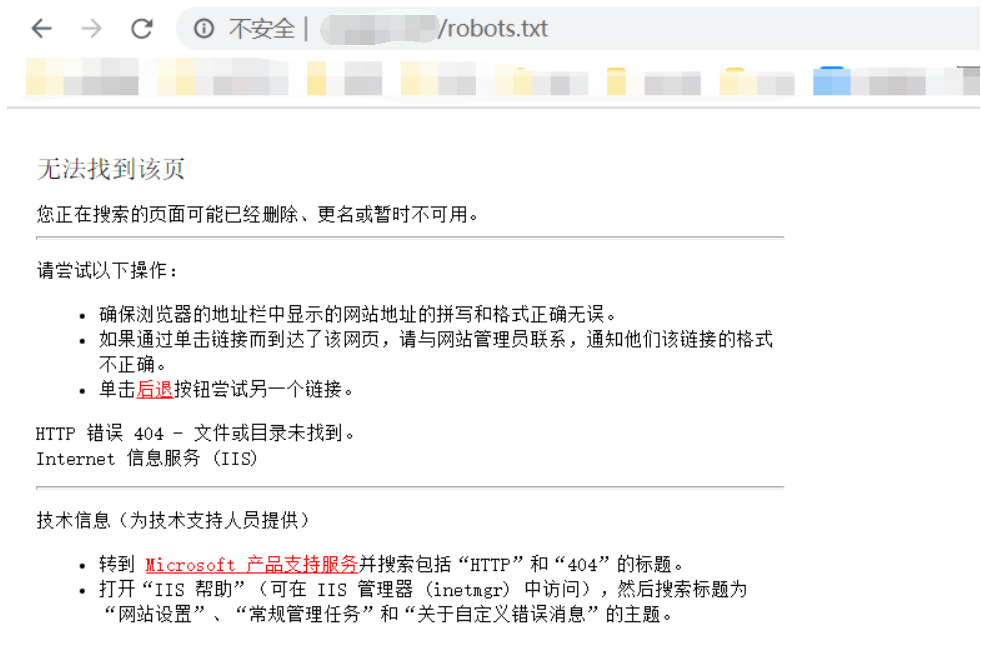 不安全 | /robots.txt
无法找到该页
您正在搜索的页面可能已经删除、更名或暂时不可用。
请尝试以下操作：
• 确保浏览器的地址栏中显示的网站地址的拼写和格式正确无误。
• 如果通过单击链接而到达了该网页，请与网站管理员联系，通知他们该链接的格式
不正确。
• 单击后退按钮尝试另一个链接。
HTTP 错误 404 - 文件或目录未找到。
Internet 信息服务 (IIS)
技术信息（为技术支持人员提供）
• 转到 Microsoft 产品支持服务并搜索包括“HTTP”和“404”的标题。
• 打开“IIS 帮助”（可在 IIS 管理器 (inetmgr) 中访问），然后搜索标题为
“网站设置”、“常规管理任务”和“关于自定义错误消息”的主题。